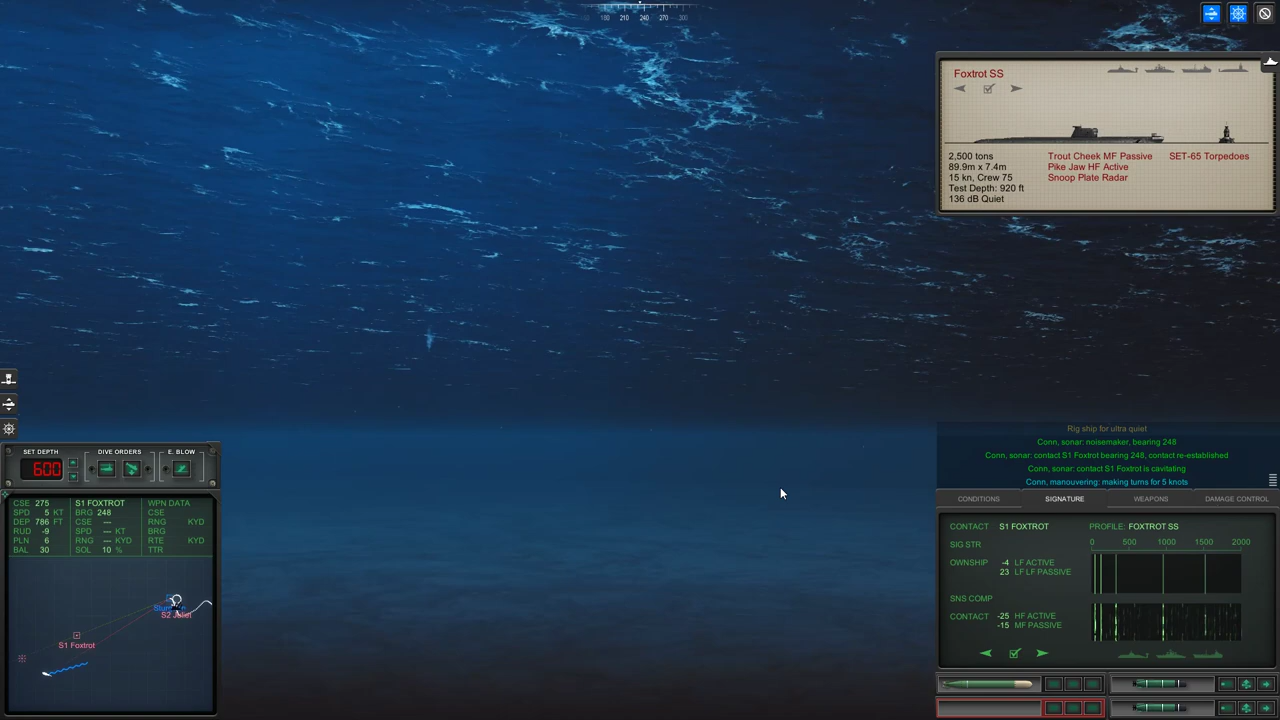 180 210 240 270 300
Foxtrot SS
2,500 tons Trout Cheek MF Passive SET-65 Torpedoes
89.9m x 7.4m Pike Jaw HF Active
15 kn, Crew 75 Snoop Plate Radar
Test Depth: 920 ft
136 dB Quiet
Rig ship for ultra quiet
Conn, sonar: noisemaker, bearing 248
Conn, sonar: contact S1 Foxtrot bearing 248, contact re-established
Conn, sonar: contact S1 Foxtrot is cavitating
Conn, manouvering: making turns for 5 knots
SET DEPTH DIVE ORDERS E. BLOW
600
CSE 275 S1 FOXTROT WPN DATA
SPD 5 KT BRG 248 CSE
DEP 786 FT CSE --- RNG KYD
RUD -9 SPD --- KT BRG
PLN 6 RNG --- KYD RTE KYD
BAL 30 SOL 10 % TTR
S2 Juliet
S1 Foxtrot
CONDITIONS SIGNATURE WEAPONS DAMAGE CONTROL
CONTACT S1 FOXTROT PROFILE: FOXTROT SS
SIG STR 0 500 1000 1500 2000
OWNSHIP -4 LF ACTIVE
23 LF LF PASSIVE
SNS COMP
CONTACT -25 HF ACTIVE
-15 MF PASSIVE